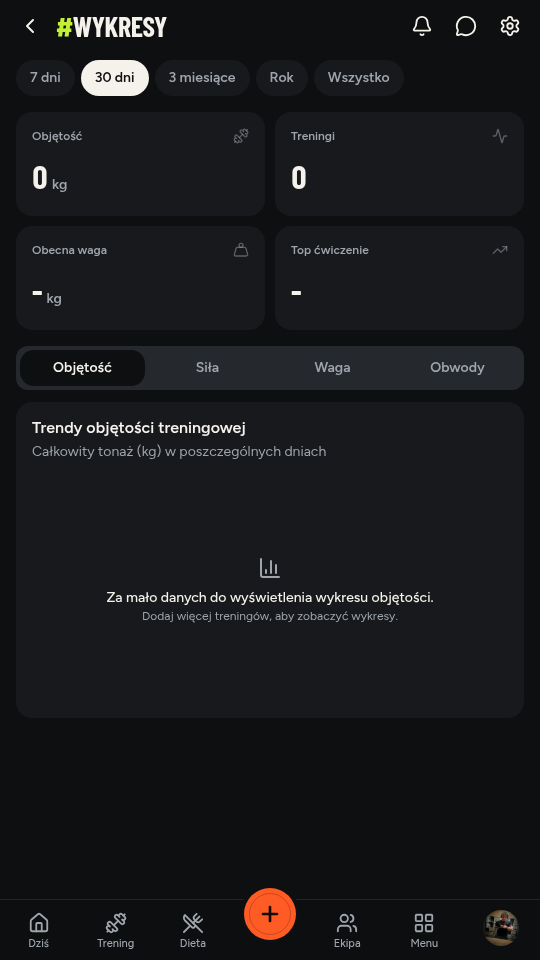 #WYKRESY
7 dni
30 dni
3 miesiące
Rok
Wszystko
Objętość
0 kg
Treningi
0
Obecna waga
- kg
Top ćwiczenie
-
Objętość
Siła
Waga
Obwody
Trendy objętości treningowej
Całkowity tonaż (kg) w poszczególnych dniach
Za mało danych do wyświetlenia wykresu objętości.
Dodaj więcej treningów, aby zobaczyć wykresy.
Dziś
Trening
Dieta
Ekipa
Menu